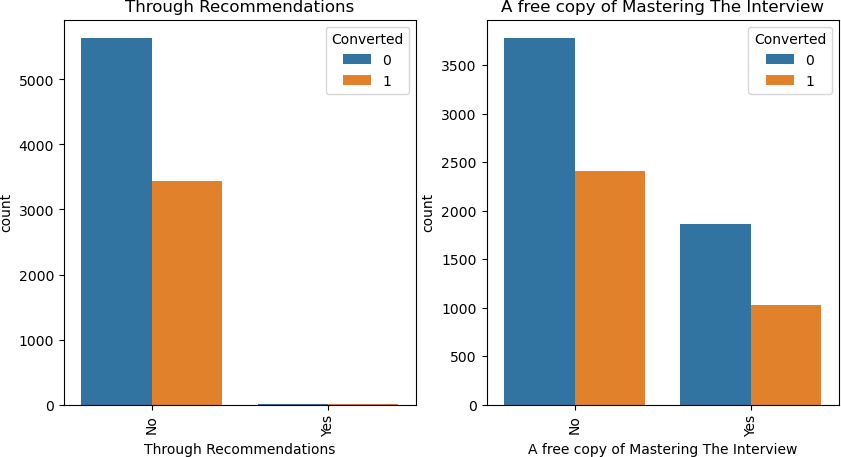 Through Recommendations
Converted
0
1
5000
4000
3000
2000
1000
0
count
No
Yes
Through Recommendations
A free copy of Mastering The Interview
Converted
0
1
3500
3000
2500
2000
1500
1000
500
0
count
No
Yes
A free copy of Mastering The Interview